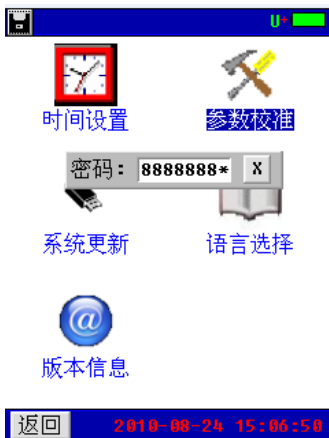 U+
时间设置 参数校准
密码: 8888888* X
系统更新 语言选择
@
版本信息
返回 2010-08-24 15:06:50